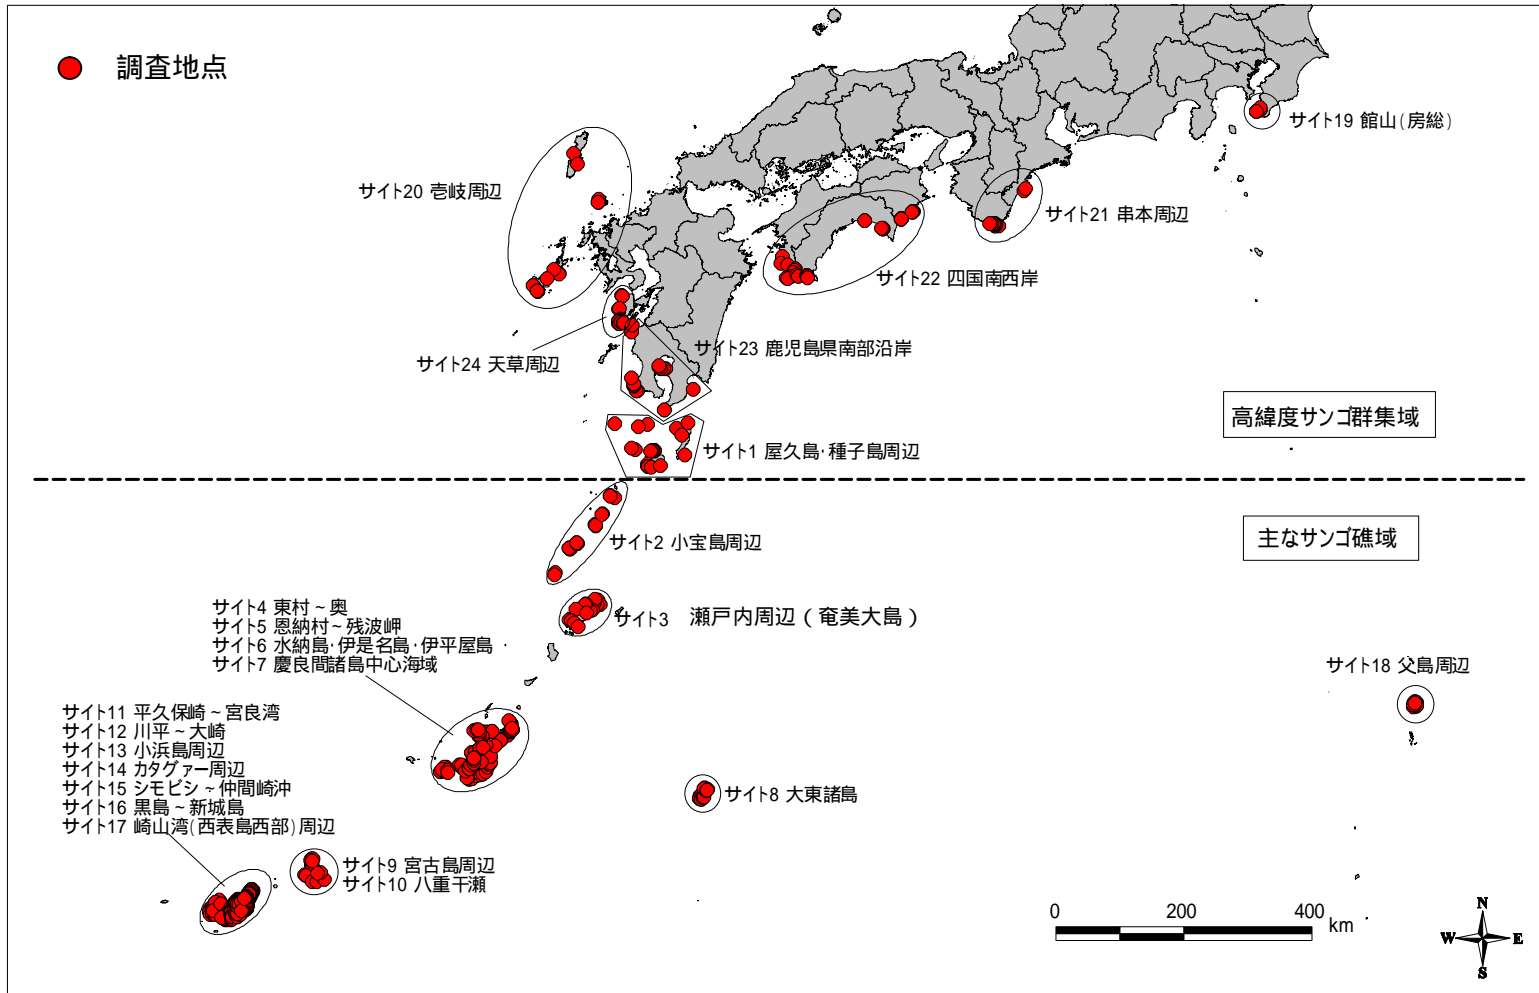 調査地点
サイト19 館山(房総)
サイト20 壱岐周辺
サイト21 串本周辺
サイト22 四国南西岸
サイト23 鹿児島県南部沿岸
サイト24 天草周辺
高緯度サンゴ群集域
サイト1 屋久島・種子島周辺
主なサンゴ礁域
サイト2 小宝島周辺
サイト3 瀬戸内周辺（奄美大島）
サイト4 東村～奥
サイト5 恩納村～残波岬
サイト6 水納島・伊是名島・伊平屋島
サイト7 慶良間諸島中心海域
サイト18 父島周辺
サイト11 平久保崎～宮良湾
サイト12 川平～大崎
サイト13 小浜島周辺
サイト14 カタグァー周辺
サイト15 シモビシ～仲間崎沖
サイト16 黒島～新城島
サイト17 崎山湾(西表島西部)周辺
サイト8 大東諸島
サイト9 宮古島周辺
サイト10 八重干瀬
0 200 400
km
N
W E
S